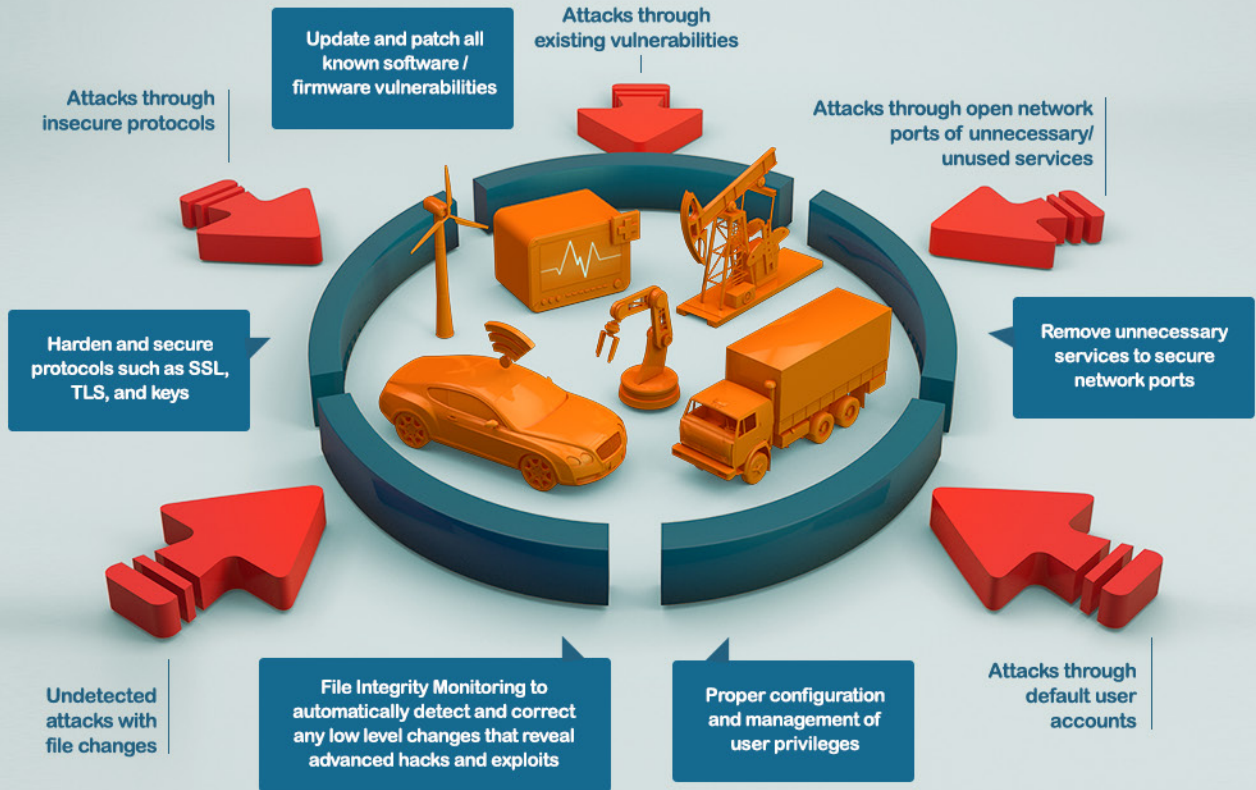 Attacks through
existing vulnerabilities
Update and patch all
known software /
firmware vulnerabilities
Attacks through
insecure protocols
Attacks through open network
ports of unnecessary/
unused services
Harden and secure
protocols such as SSL,
TLS, and keys
Remove unnecessary
services to secure
network ports
Undetected
attacks with
file changes
File Integrity Monitoring to
automatically detect and correct
any low level changes that reveal
advanced hacks and exploits
Proper configuration
and management of
user privileges
Attacks through
default user
accounts